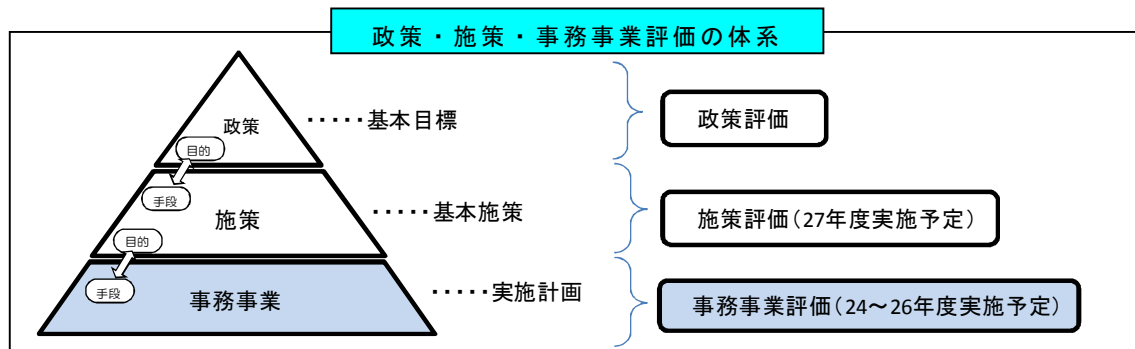 政策・施策・事務事業評価の体系
政策
‥‥‥基本目標
政策評価
目的
手段
施策
‥‥‥基本施策
施策評価(27年度実施予定)
目的
手段
事務事業
‥‥‥実施計画
事務事業評価(24～26年度実施予定)